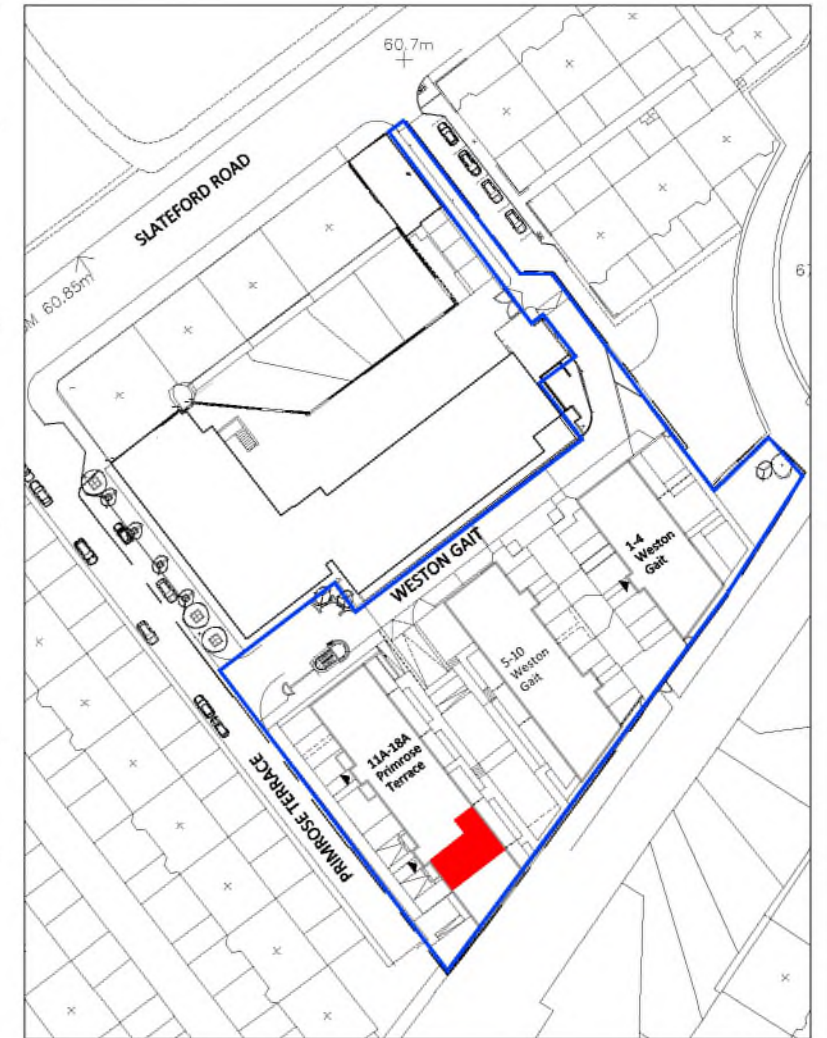 60.7m
SLATEFORD ROAD
M 60.85m
67
WESTON GAIT
1-4
Weston
Gait
5-10
Weston
Gait
11A-18A
Primrose
Terrace
PRIMROSE TERRACE